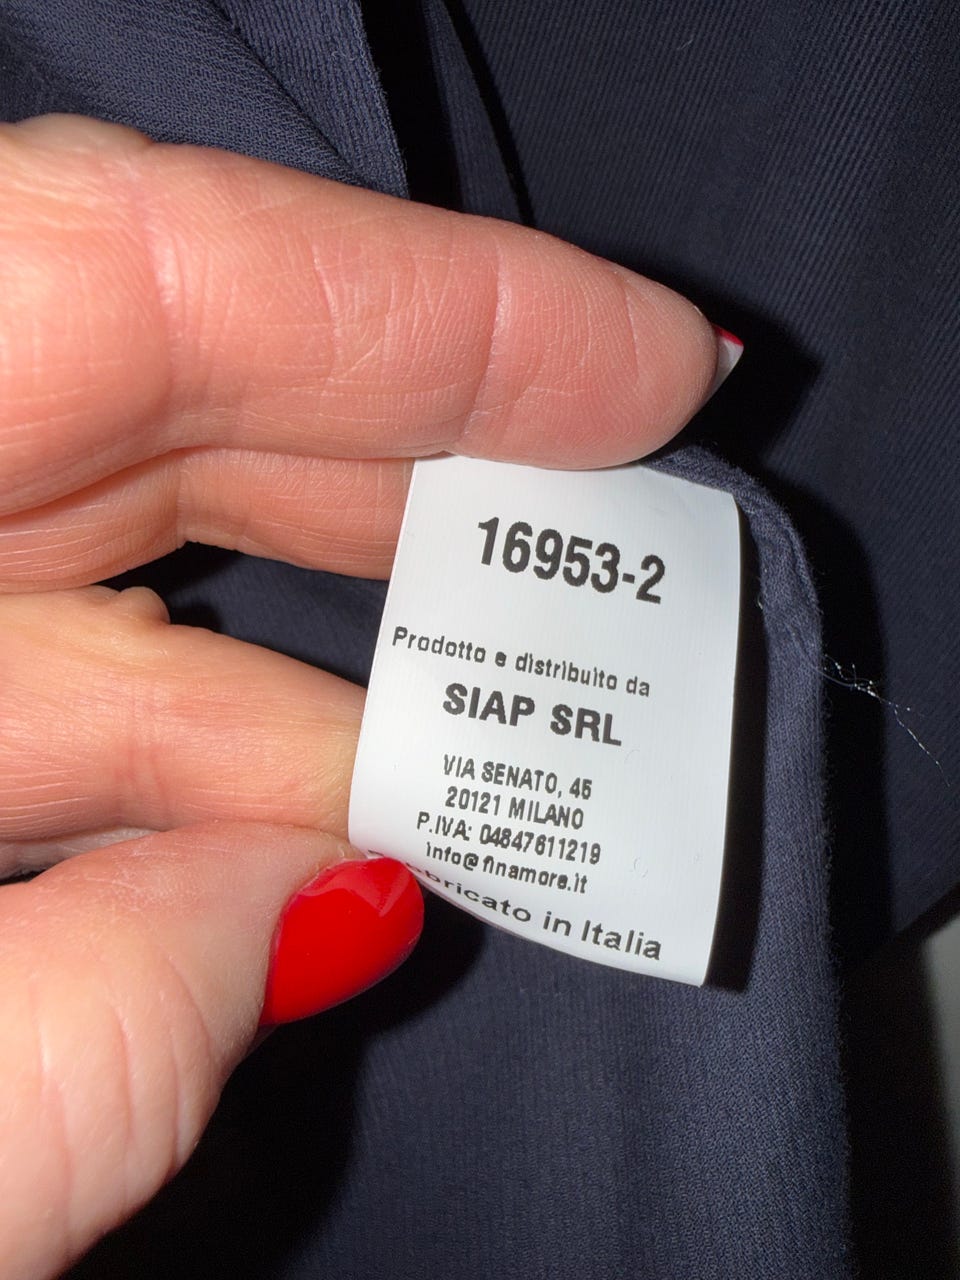 16953-2
Prodotto e distribuito da
SIAP SRL
VIA SENATO, 45
20121 MILANO
P.IVA: 04847611219
info@finamore.it
Fabbricato in Italia